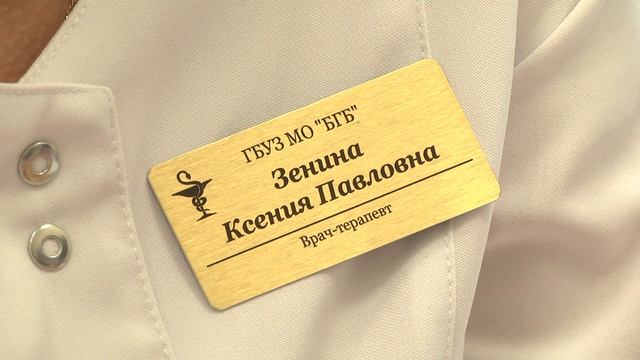 ГБУЗ МО "БГБ"
Зенина
Ксения Павловна
Врач-терапевт